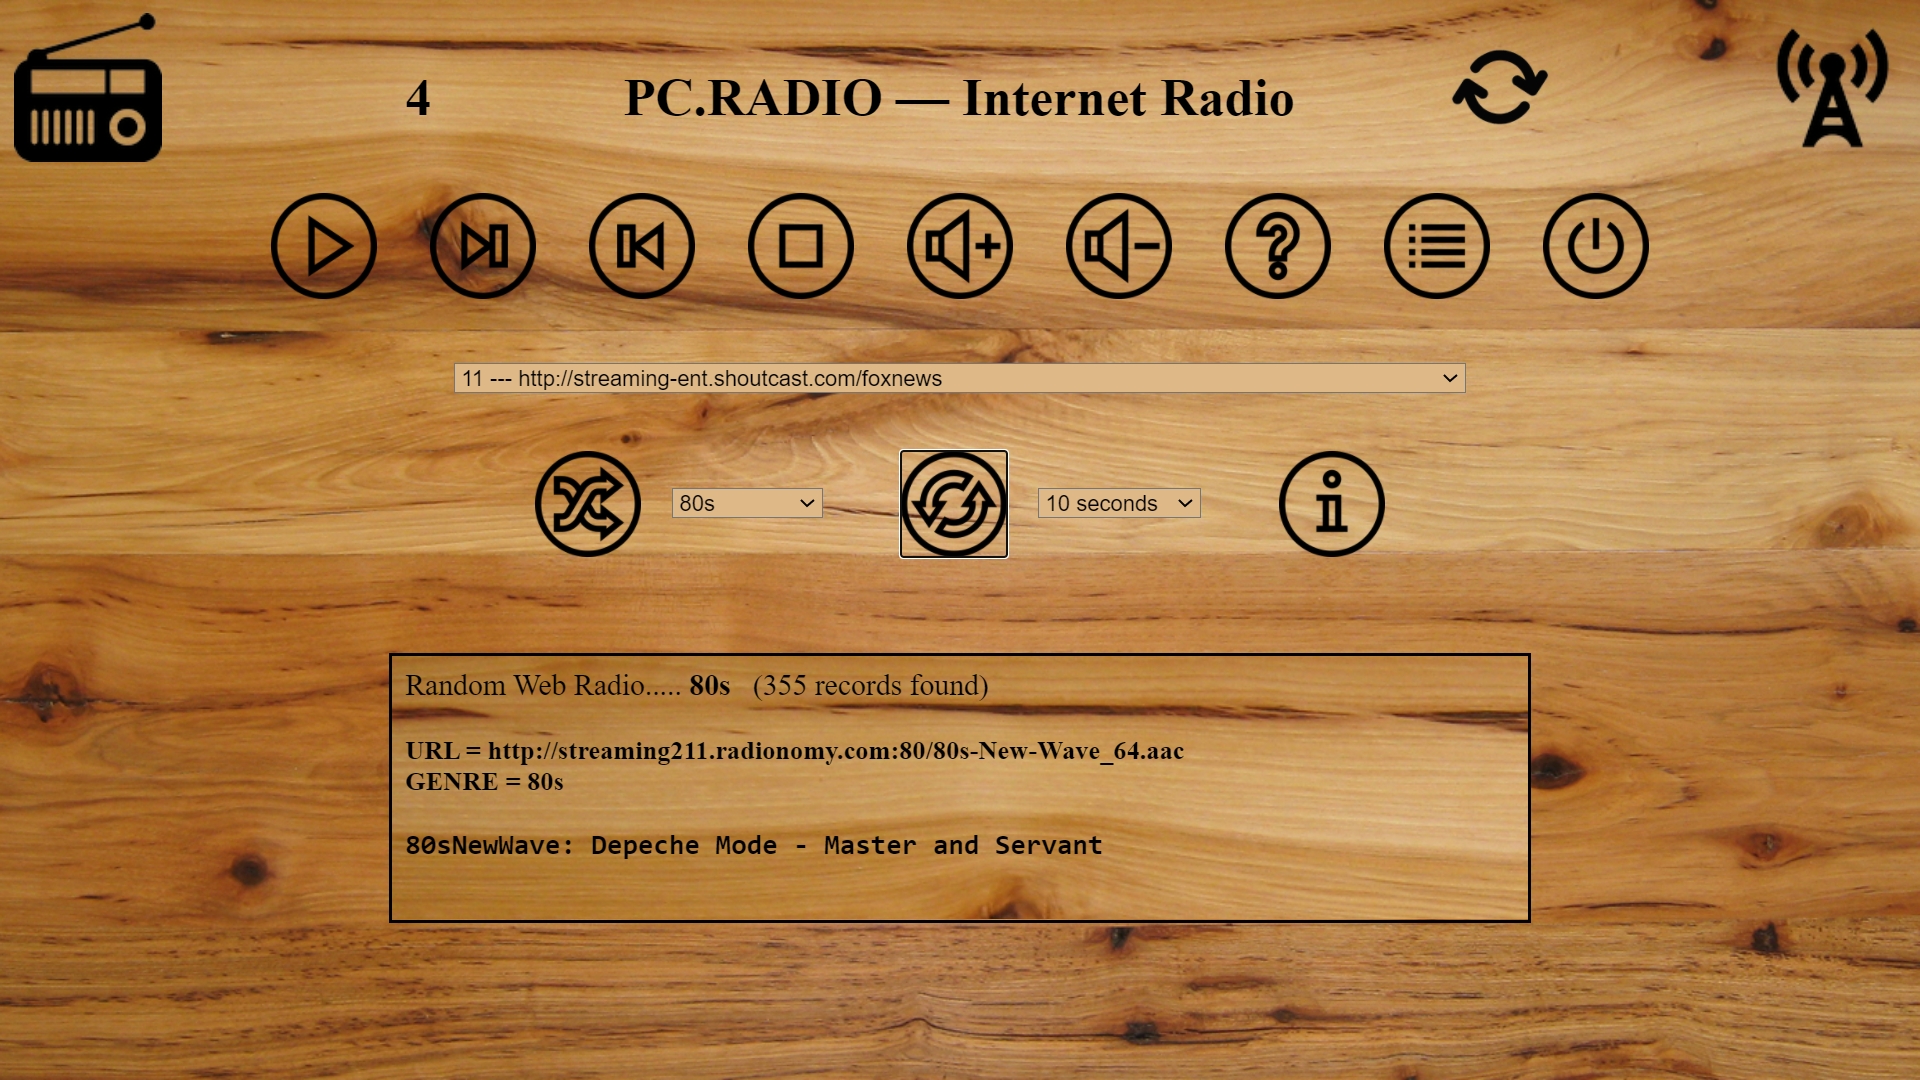 4
PC.RADIO — Internet Radio
11 --- http://streaming-ent.shoutcast.com/foxnews
80s
10 seconds
Random Web Radio..... 80s (355 records found)
URL = http://streaming211.radionomy.com:80/80s-New-Wave_64.aac
GENRE = 80s
80sNewWave: Depeche Mode - Master and Servant